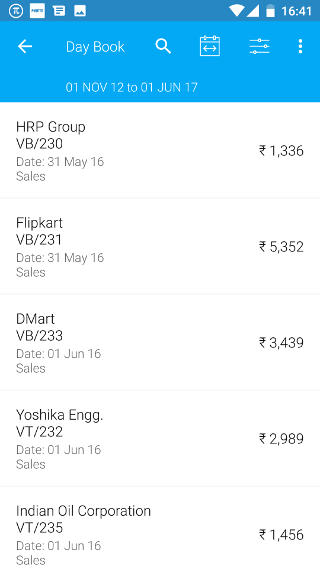 16:41
Day Book
01 NOV 12 to 01 JUN 17
HRP Group
VB/230
Date: 31 May 16
Sales
₹ 1,336
Flipkart
VB/231
Date: 31 May 16
Sales
₹ 5,352
DMart
VB/233
Date: 01 Jun 16
Sales
₹ 3,439
Yoshika Engg.
VT/232
Date: 01 Jun 16
Sales
₹ 2,989
Indian Oil Corporation
VT/235
Date: 01 Jun 16
Sales
₹ 1,456